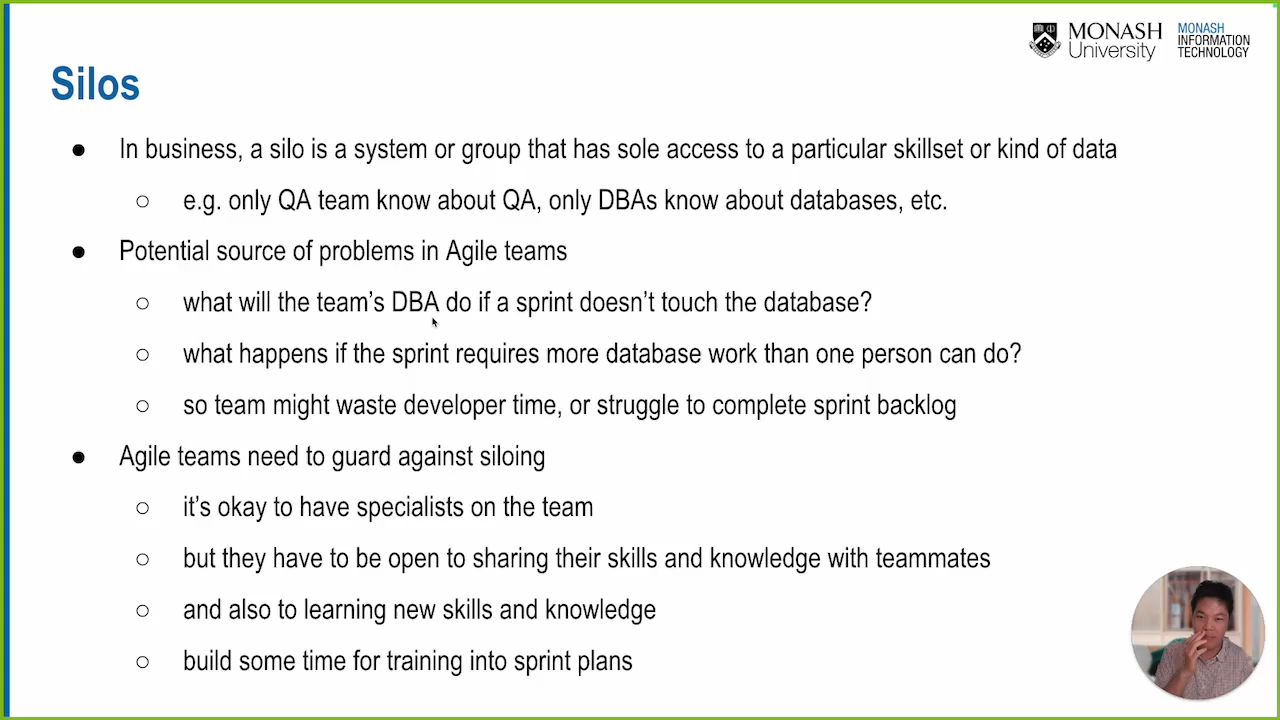 MONASH University
MONASH INFORMATION TECHNOLOGY
Silos
● In business, a silo is a system or group that has sole access to a particular skillset or kind of data
○ e.g. only QA team know about QA, only DBAs know about databases, etc.
● Potential source of problems in Agile teams
○ what will the team's DBA do if a sprint doesn't touch the database?
○ what happens if the sprint requires more database work than one person can do?
○ so team might waste developer time, or struggle to complete sprint backlog
● Agile teams need to guard against siloing
○ it's okay to have specialists on the team
○ but they have to be open to sharing their skills and knowledge with teammates
○ and also to learning new skills and knowledge
○ build some time for training into sprint plans